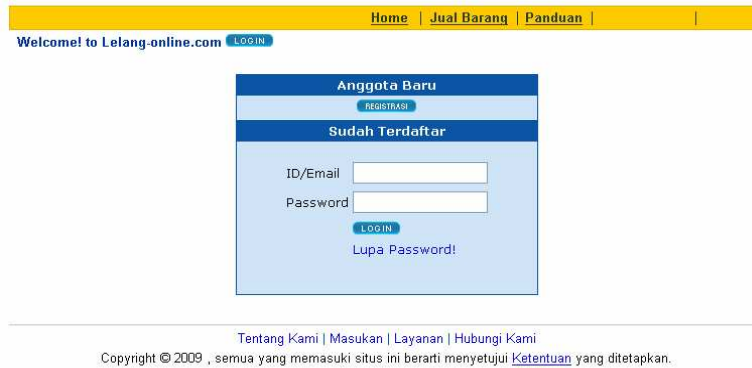 Home | Jual Barang | Panduan | |
Welcome! to Lelang-online.com LOGIN
Anggota Baru
REGISTRASI
Sudah Terdaftar
ID/Email
Password
LOGIN
Lupa Password!
Tentang Kami | Masukan | Layanan | Hubungi Kami
Copyright © 2009 , semua yang memasuki situs ini berarti menyetujui Ketentuan yang ditetapkan.